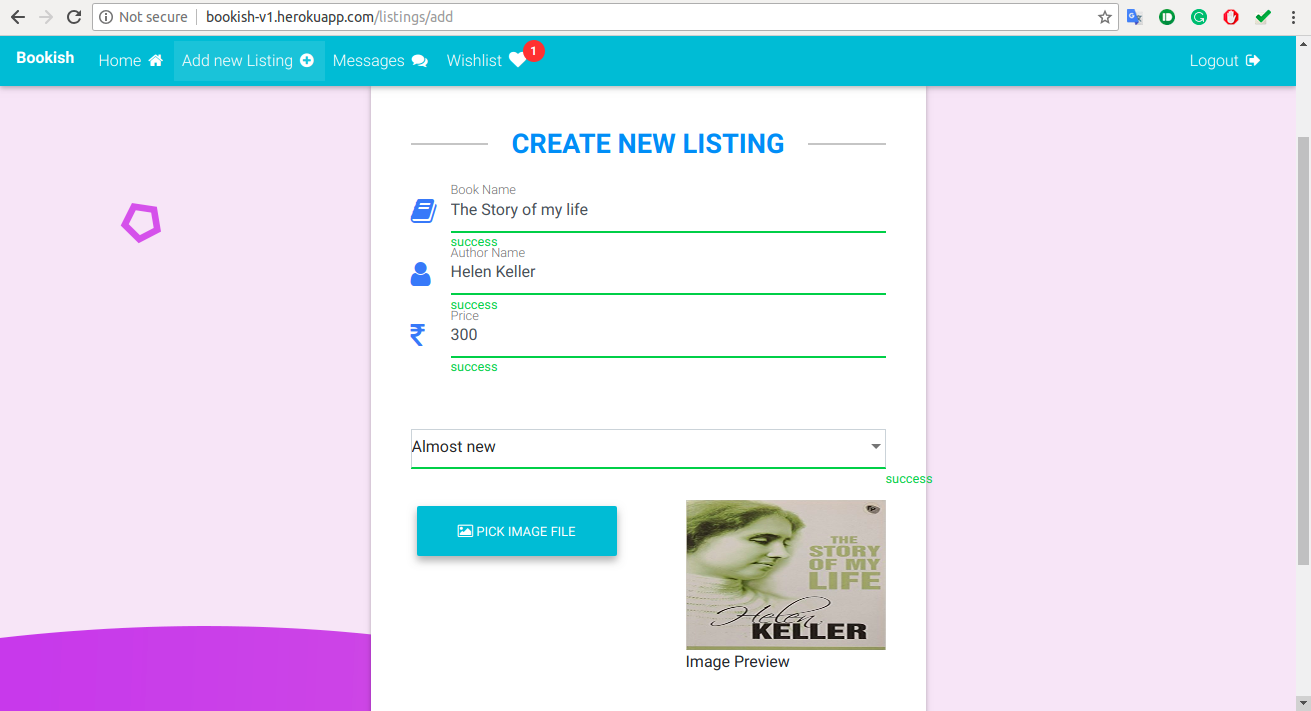 Not secure | bookish-v1.herokuapp.com/listings/add
Bookish Home Add new Listing Messages Wishlist 1 Logout
CREATE NEW LISTING
Book Name
The Story of my life
success
Author Name
Helen Keller
success
Price
₹ 300
success
Almost new
success
PICK IMAGE FILE
THE
STORY
OF MY
LIFE
Helen
KELLER
Image Preview